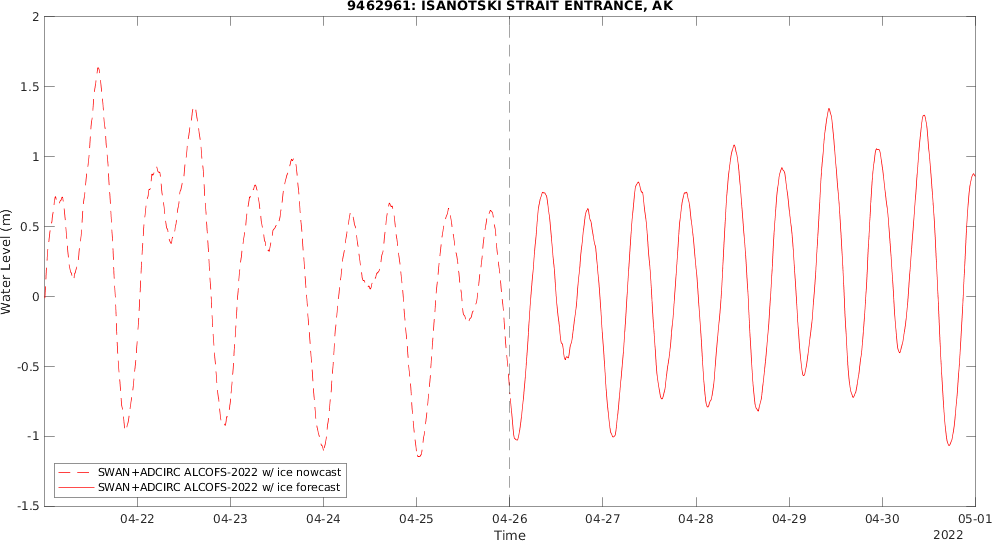 9462961: ISANOTSKI STRAIT ENTRANCE, AK
2
1.5
1
0.5
0
-0.5
-1
-1.5
Water Level (m)
SWAN+ADCIRC ALCOFS-2022 w/ ice nowcast
SWAN+ADCIRC ALCOFS-2022 w/ ice forecast
04-22 04-23 04-24 04-25 04-26 04-27 04-28 04-29 04-30 05-01
Time 2022